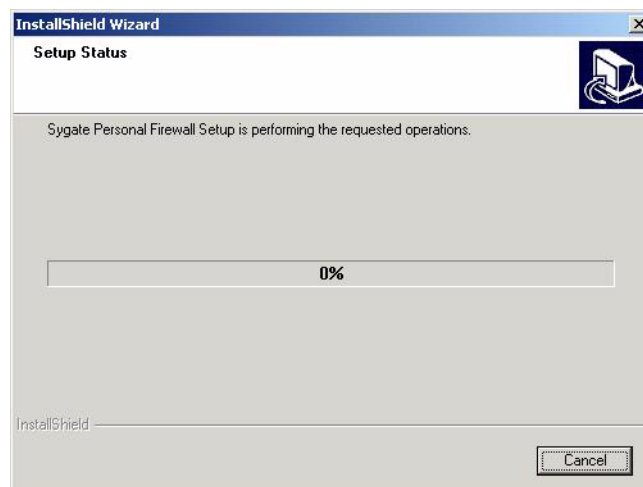 InstallShield Wizard
Setup Status
Sygate Personal Firewall Setup is performing the requested operations.
0%
InstallShield
Cancel